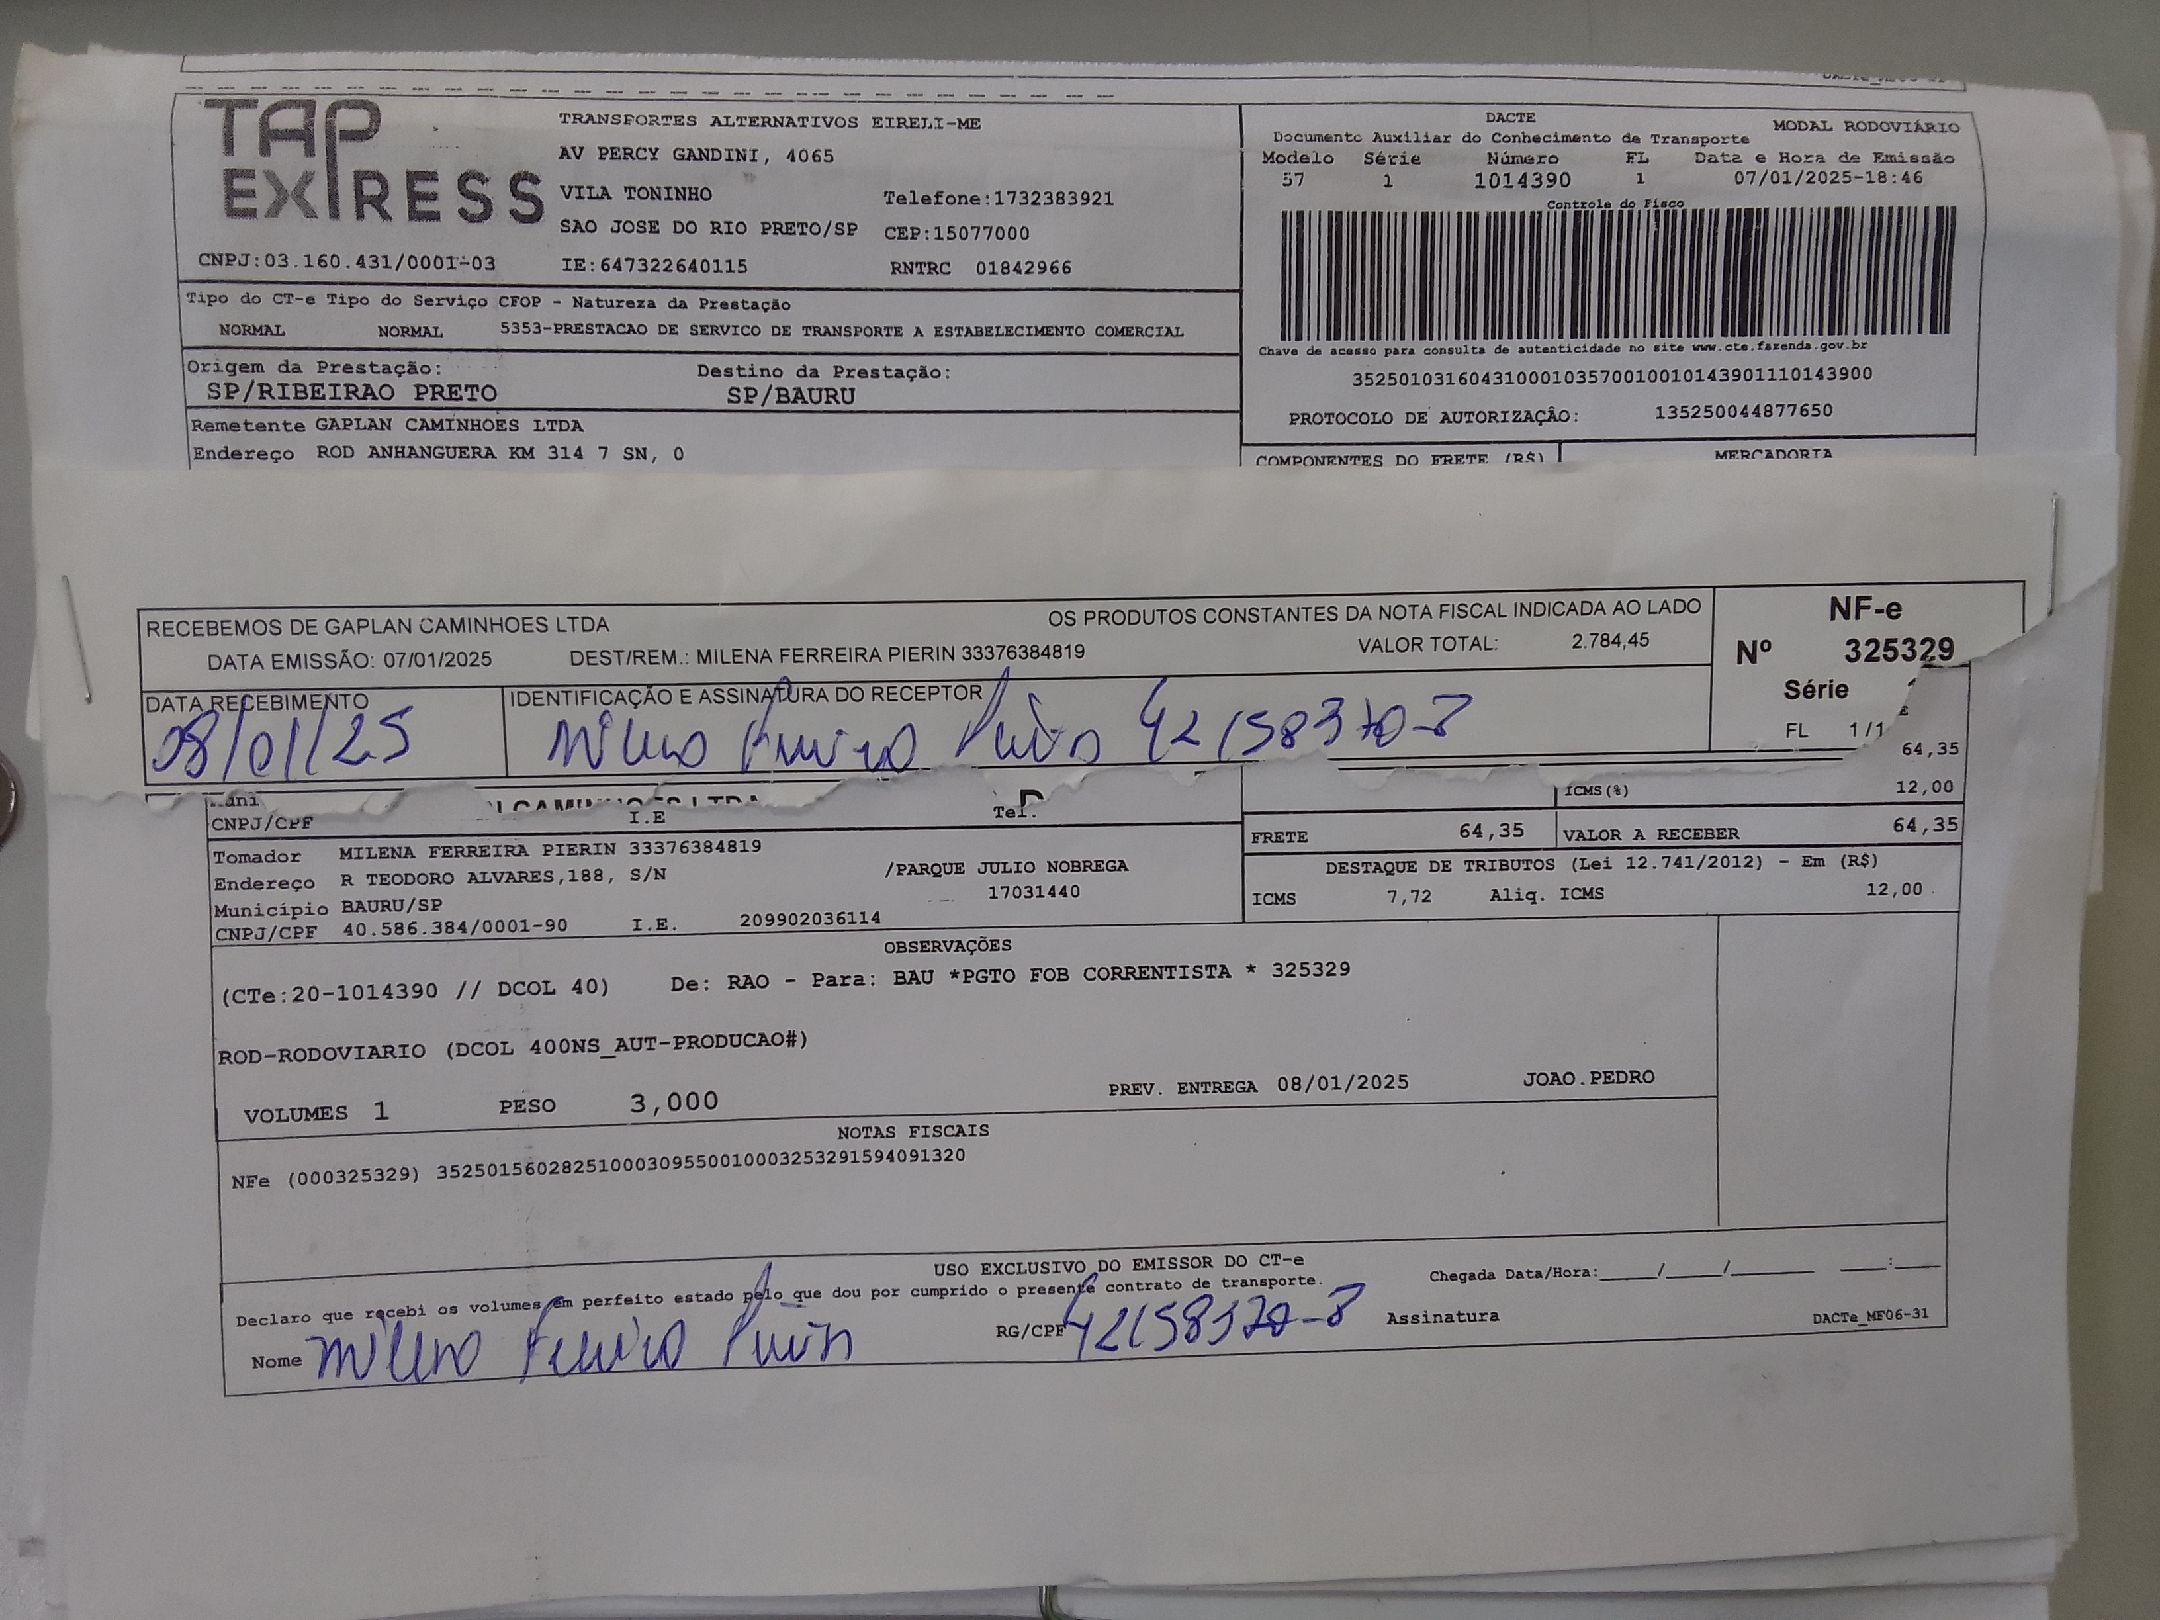 TAP EXPRESS
TRANSPORTES ALTERNATIVOS EIRELI-ME
AV PERCY GANDINI, 4065
VILA TONINHO Telefone:1732383921
SAO JOSE DO RIO PRETO/SP CEP:15077000
CNPJ:03.160.431/0001-03 IE:647322640115 RNTRC 01842966
DACTE
Documento Auxiliar do Conhecimento de Transporte MODAL RODOVIÁRIO
Modelo Série Número FL Data e Hora de Emissão
57 1 1014390 1 07/01/2025-18:46
Controle do Fisco
Chave de acesso para consulta de autenticidade no site www.cte.fazenda.gov.br
35250103160431000103570010010143901110143900
PROTOCOLO DE AUTORIZAÇÃO: 135250044877650
Tipo do CT-e Tipo do Serviço CFOP - Natureza da Prestação
NORMAL NORMAL 5353-PRESTACAO DE SERVICO DE TRANSPORTE A ESTABELECIMENTO COMERCIAL
Origem da Prestação: Destino da Prestação:
SP/RIBEIRAO PRETO SP/BAURU
Remetente GAPLAN CAMINHOES LTDA
Endereço ROD ANHANGUERA KM 314 7 SN, 0
COMPONENTES DO FRETE (R$) MERCADORIA
RECEBEMOS DE GAPLAN CAMINHOES LTDA OS PRODUTOS CONSTANTES DA NOTA FISCAL INDICADA AO LADO
DATA EMISSÃO: 07/01/2025 DEST/REM.: MILENA FERREIRA PIERIN 33376384819 VALOR TOTAL: 2.784,45
NF-e
Nº 325329
Série
FL 1/1
DATA RECEBIMENTO IDENTIFICAÇÃO E ASSINATURA DO RECEPTOR
08/01/25 Milena Ferreira Pierin 42158370-8
64,35
ICMS(%) 12,00
CNPJ/CPF I.E Tel.
FRETE 64,35 VALOR A RECEBER 64,35
Tomador MILENA FERREIRA PIERIN 33376384819
Endereço R TEODORO ALVARES,188, S/N /PARQUE JULIO NOBREGA
Município BAURU/SP 17031440
CNPJ/CPF 40.586.384/0001-90 I.E. 209902036114
DESTAQUE DE TRIBUTOS (Lei 12.741/2012) - Em (R$)
ICMS 7,72 Aliq. ICMS 12,00
OBSERVAÇÕES
(CTe:20-1014390 // DCOL 40) De: RAO - Para: BAU *PGTO FOB CORRENTISTA * 325329
ROD-RODOVIARIO (DCOL 400NS_AUT-PRODUCAO#)
VOLUMES 1 PESO 3,000 PREV. ENTREGA 08/01/2025 JOAO.PEDRO
NOTAS FISCAIS
NFe (000325329) 35250156028251000309550010003253291594091320
USO EXCLUSIVO DO EMISSOR DO CT-e
Declaro que recebi os volumes em perfeito estado pelo que dou por cumprido o presente contrato de transporte.
Chegada Data/Hora:_____/_____/_______ ____:____
Nome Milena Ferreira Pierin RG/CPF 42158370-8 Assinatura
DACTe_MF06-31